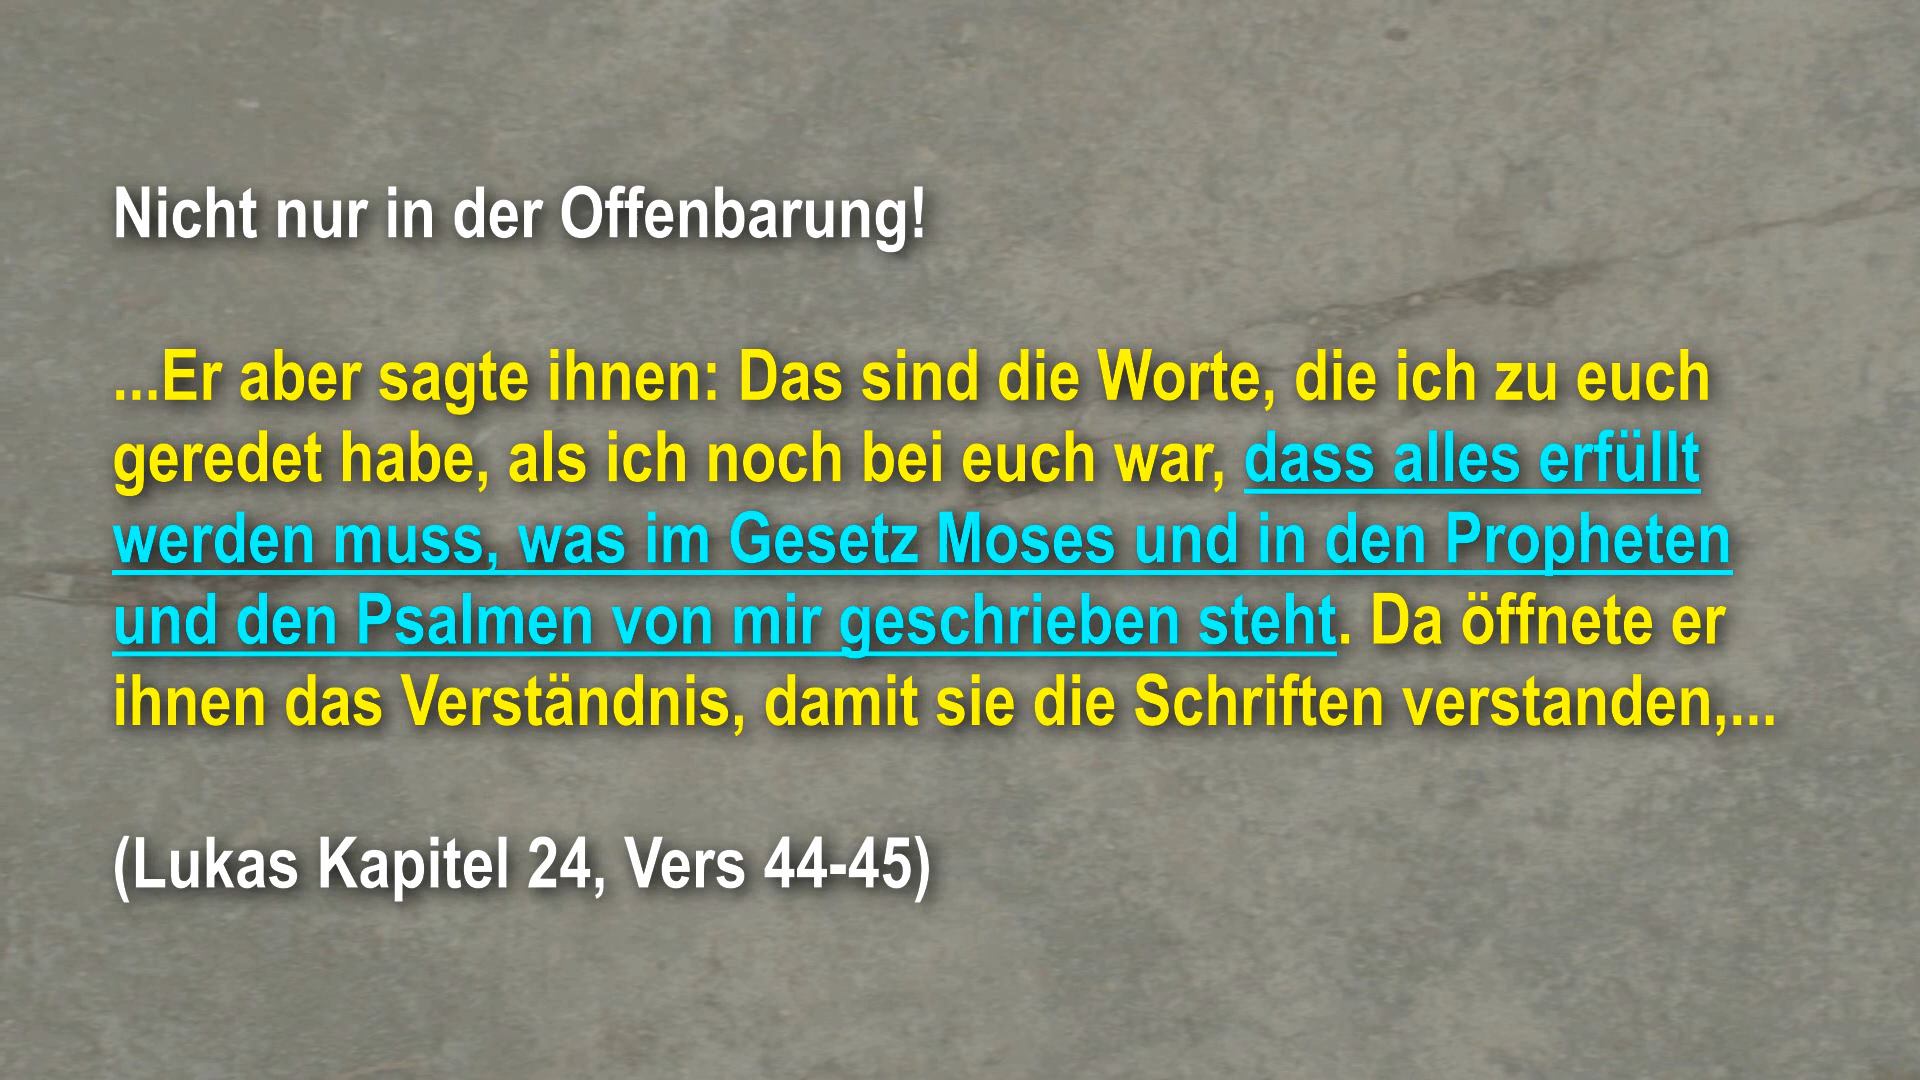 Nicht nur in der Offenbarung!
...Er aber sagte ihnen: Das sind die Worte, die ich zu euch
geredet habe, als ich noch bei euch war, dass alles erfüllt
werden muss, was im Gesetz Moses und in den Propheten
und den Psalmen von mir geschrieben steht. Da öffnete er
ihnen das Verständnis, damit sie die Schriften verstanden,...
(Lukas Kapitel 24, Vers 44-45)